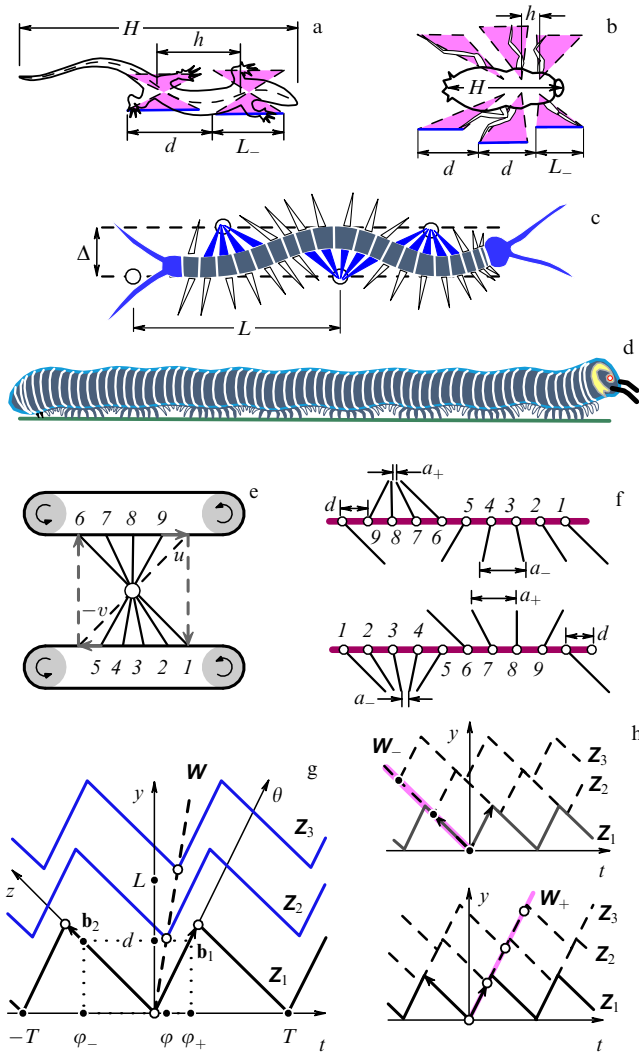 a
H
h
d
L₋
b
h
H
d d L₋
c
Δ
L
d
e
6 7 8 9
u
−v
5 4 3 2 1
f
a₊
d
9 8 7 6 5 4 3 2 1
a₋
a₊
1 2 3 4 5 6 7 8 9
d
a₋
g
y
W
θ
Z₃
z
L
Z₂
b₂
d
b₁
Z₁
−T φ₋ φ φ₊ T t
h
W₋
y
Z₃
Z₂
Z₁
t
y
W₊
Z₃
Z₂
Z₁
t